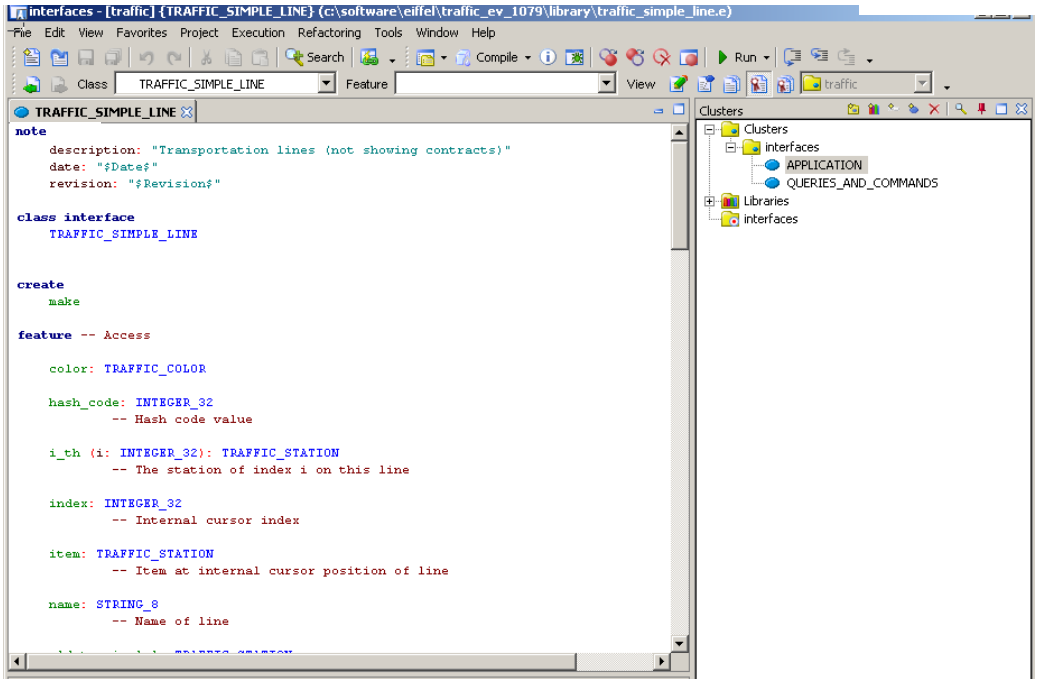 interfaces - [traffic] {TRAFFIC_SIMPLE_LINE} (c:\software\eiffel\traffic_ev_1079\library\traffic_simple_line.e)
File Edit View Favorites Project Execution Refactoring Tools Window Help
Search Compile Run
Class TRAFFIC_SIMPLE_LINE Feature View traffic
TRAFFIC_SIMPLE_LINE
note
description: "Transportation lines (not showing contracts)"
date: "$Date$"
revision: "$Revision$"
class interface
TRAFFIC_SIMPLE_LINE
create
make
feature -- Access
color: TRAFFIC_COLOR
hash_code: INTEGER_32
-- Hash code value
i_th (i: INTEGER_32): TRAFFIC_STATION
-- The station of index i on this line
index: INTEGER_32
-- Internal cursor index
item: TRAFFIC_STATION
-- Item at internal cursor position of line
name: STRING_8
-- Name of line
Clusters
Clusters
interfaces
APPLICATION
QUERIES_AND_COMMANDS
Libraries
interfaces